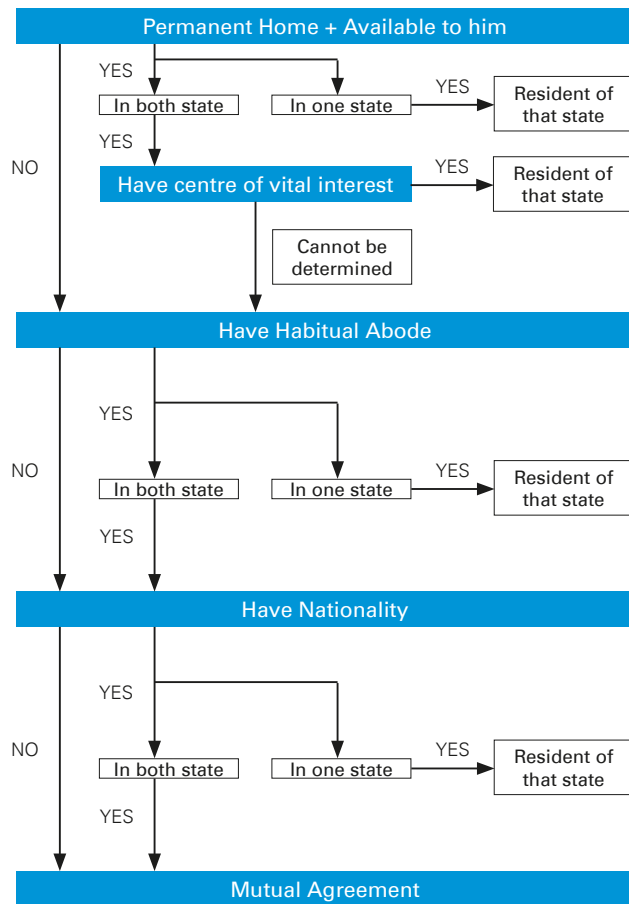 Permanent Home + Available to him
YES
In both state
In one state
YES
Resident of
that state
YES
NO
Have centre of vital interest
YES
Resident of
that state
Cannot be
determined
Have Habitual Abode
YES
NO
In both state
In one state
YES
Resident of
that state
YES
Have Nationality
YES
NO
In both state
In one state
YES
Resident of
that state
YES
Mutual Agreement